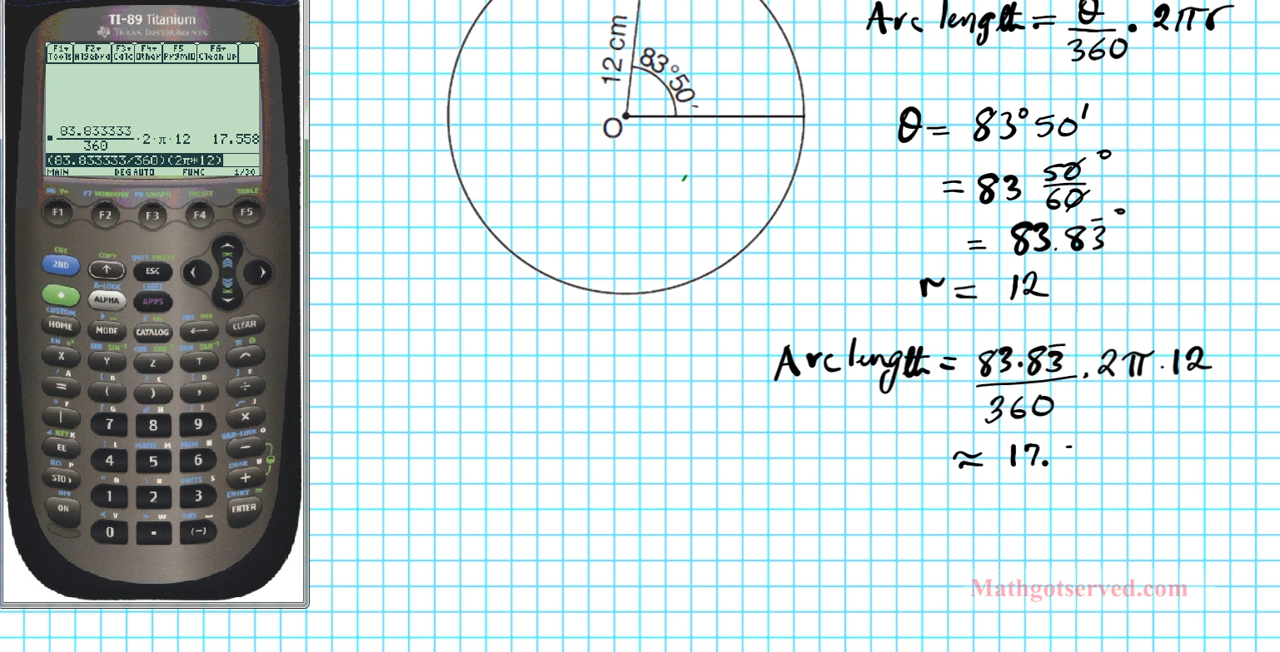 TI-89 Titanium
TEXAS INSTRUMENTS
F1 F2 F3 F4 F5 F6
Tools Algebra Calc Other PrgmIO Clean Up
83.833333/360 · 2 · π · 12 17.558
(83.833333/360)(2π*12)
MAIN DEG AUTO FUNC 1/30
F1 F2 F3 F4 F5
2ND ↑ ESC
ALPHA APPS
HOME MODE CATALOG ← CLEAR
X Y Z T ^
= ( ) , ÷
| 7 8 9 ×
EE 4 5 6 −
STO▸ 1 2 3 +
ON 0 . (−) ENTER
12 cm
83°50'
O
Arc length = θ/360 · 2πr
θ = 83°50'
= 83 50/60°
= 83.83̄°
r = 12
Arc length = 83.83̄/360 · 2π · 12
≈ 17.
Mathgotserved.com